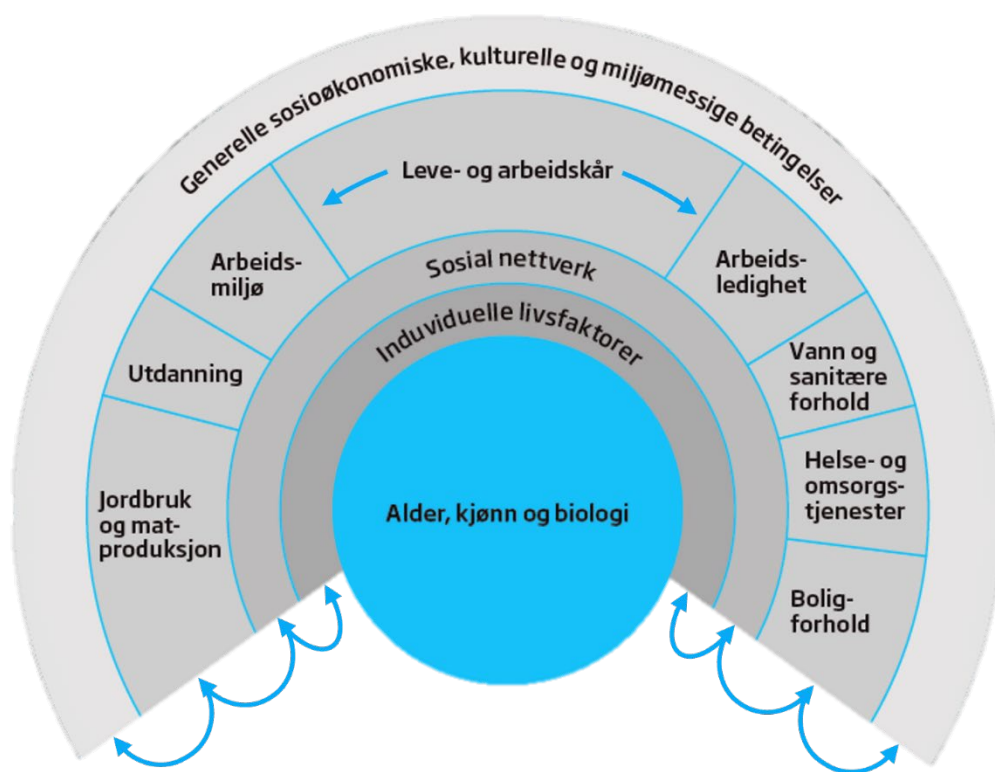 Generelle sosioøkonomiske, kulturelle og miljømessige betingelser
Leve- og arbeidskår
Arbeids-
miljø
Sosial nettverk
Arbeids-
ledighet
Induviduelle livsfaktorer
Utdanning
Vann og
sanitære
forhold
Jordbruk
og mat-
produksjon
Alder, kjønn og biologi
Helse- og
omsorgs-
tjenester
Bolig-
forhold